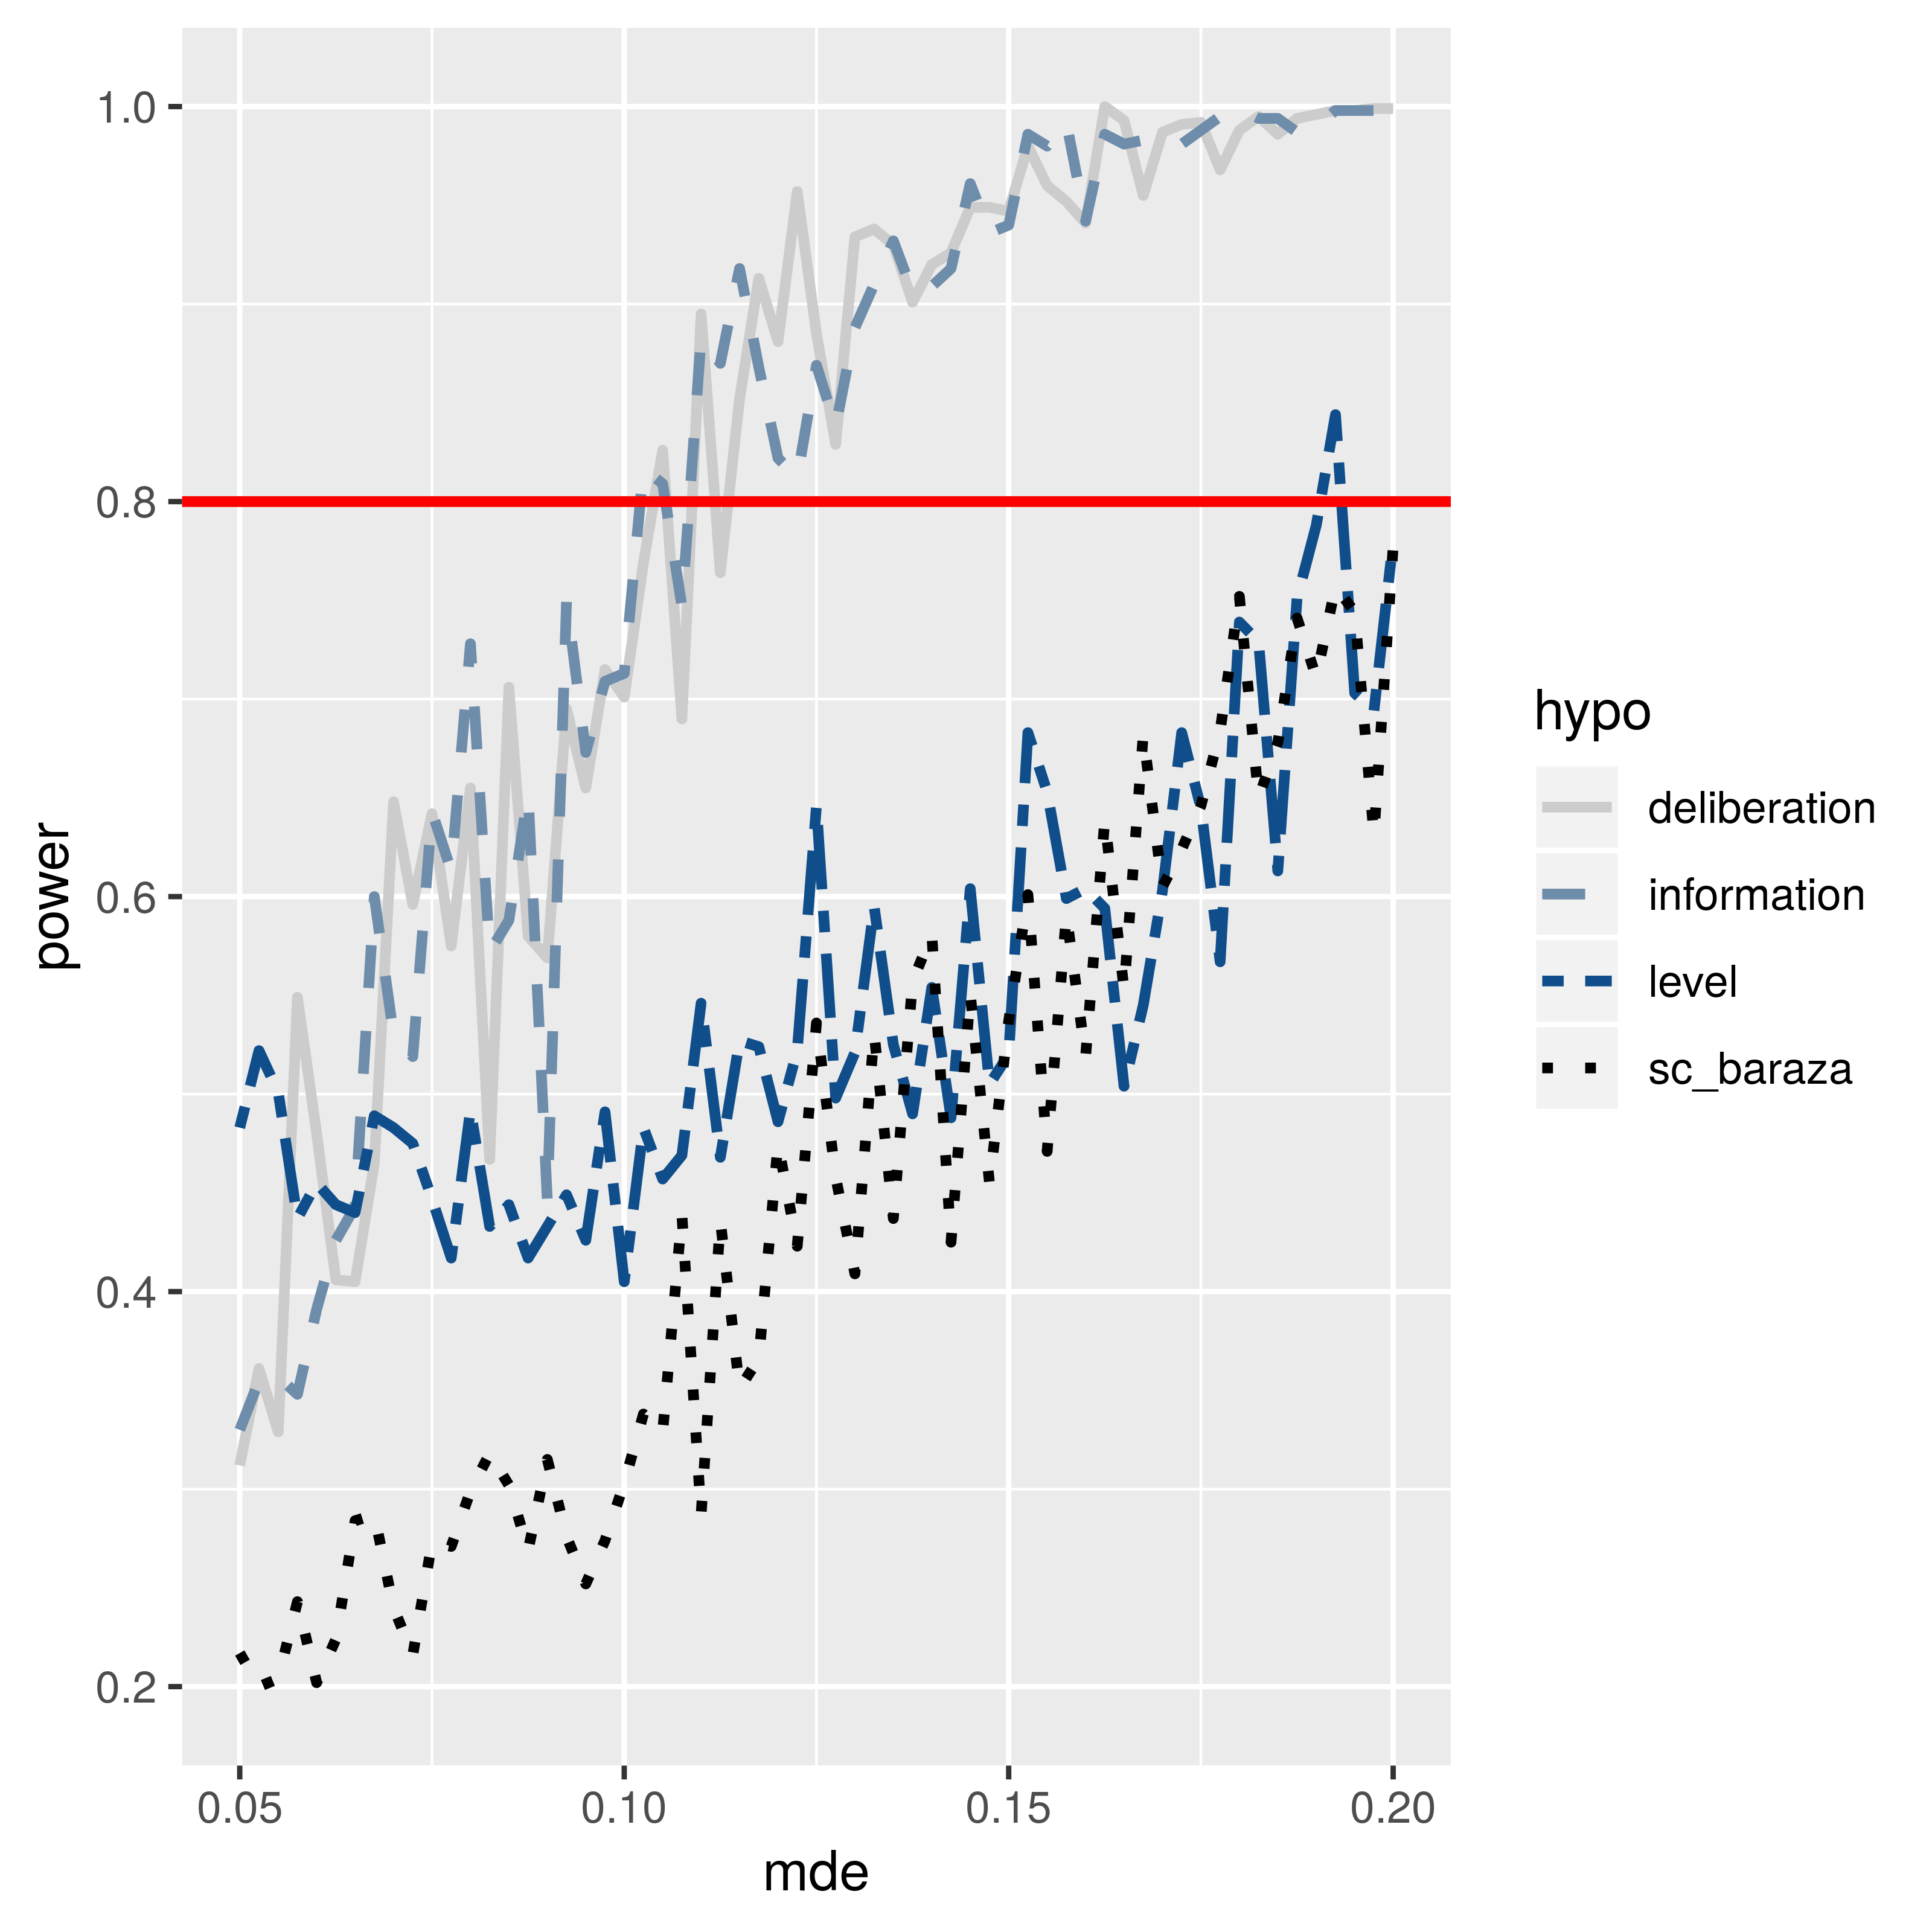 1.0
0.8
0.6
0.4
0.2
power
0.05 0.10 0.15 0.20
mde
hypo
deliberation
information
level
sc_baraza